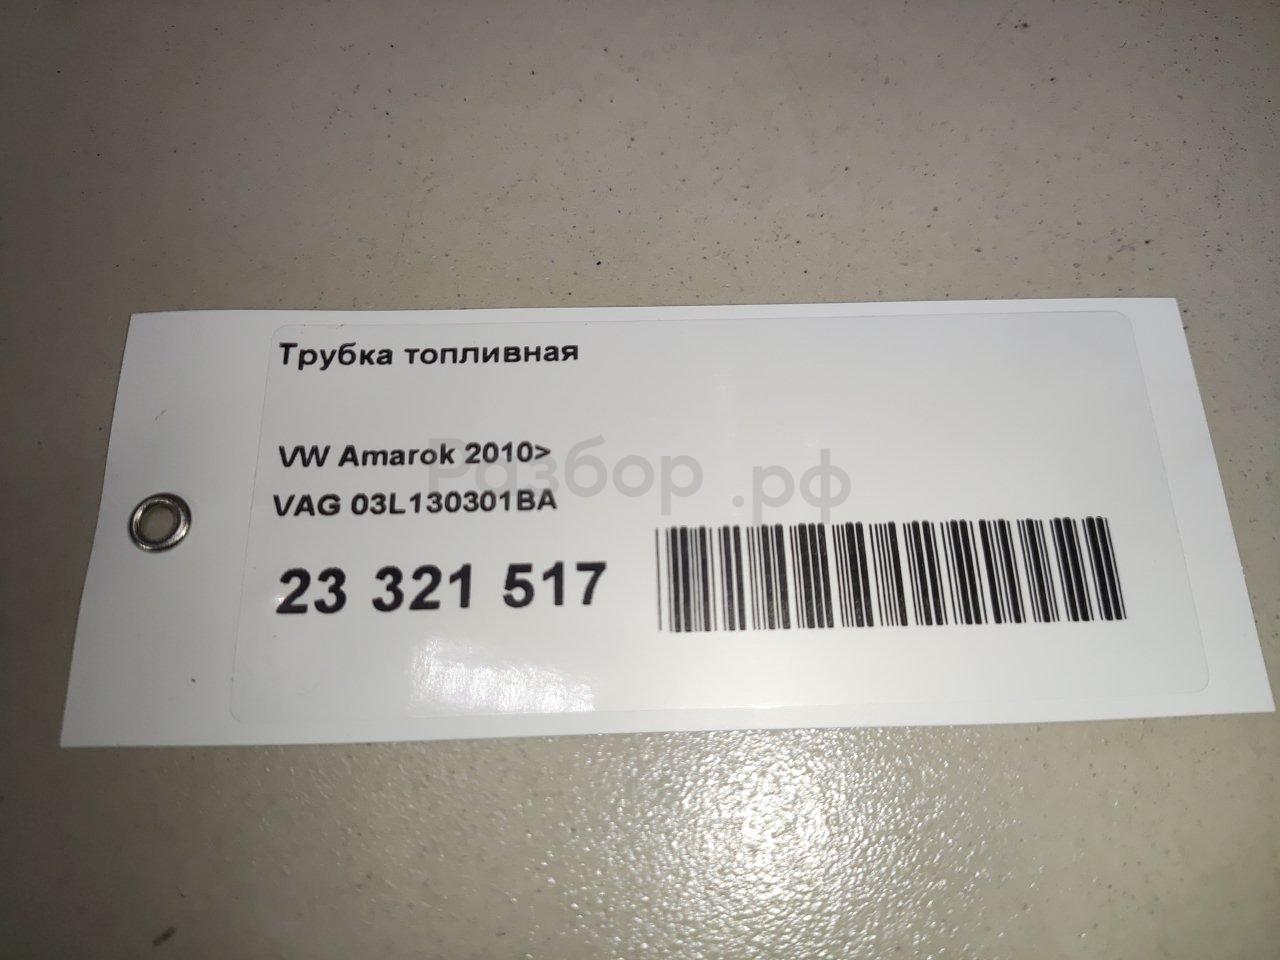 Трубка топливная
VW Amarok 2010>
Разбор.рф
VAG 03L130301BA
23 321 517